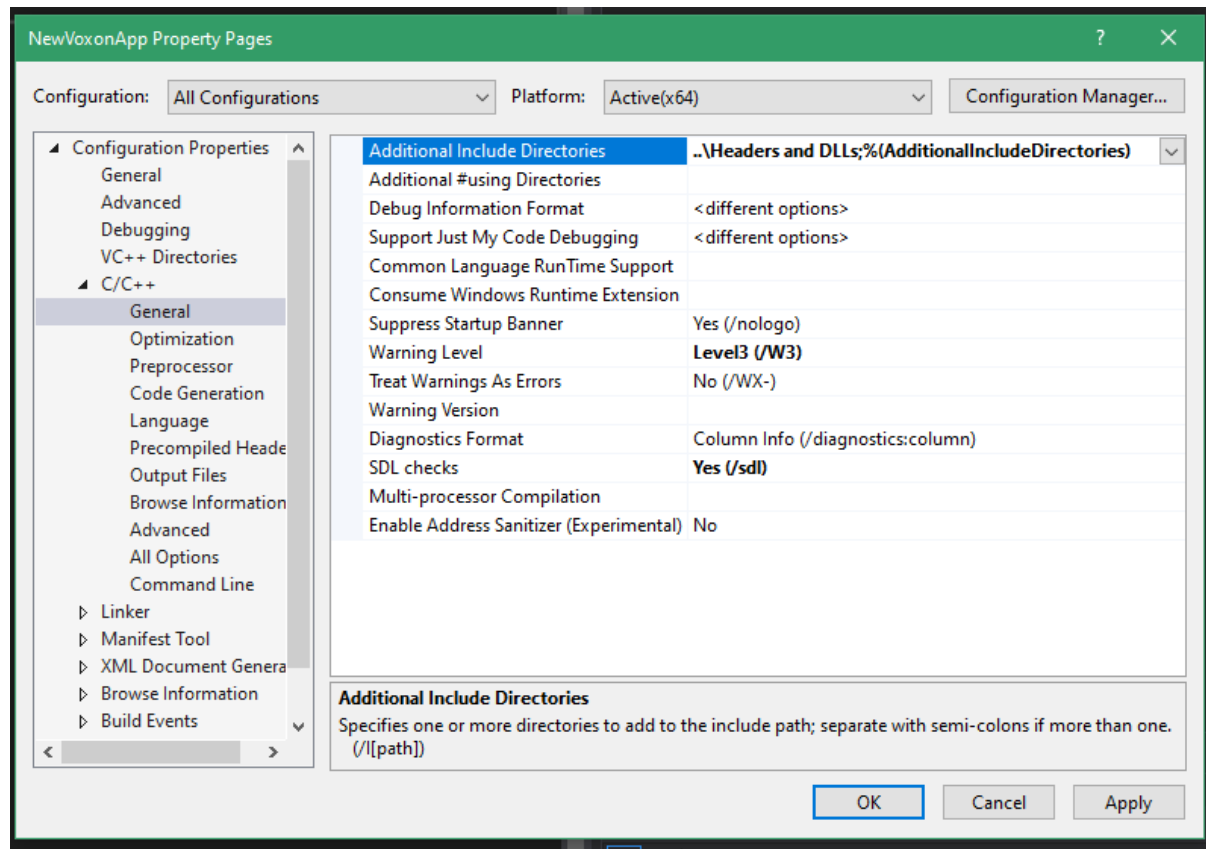 NewVoxonApp Property Pages
Configuration: All Configurations Platform: Active(x64) Configuration Manager...
Configuration Properties
General
Advanced
Debugging
VC++ Directories
C/C++
General
Optimization
Preprocessor
Code Generation
Language
Precompiled Heade
Output Files
Browse Information
Advanced
All Options
Command Line
Linker
Manifest Tool
XML Document Genera
Browse Information
Build Events
Additional Include Directories ..\Headers and DLLs;%(AdditionalIncludeDirectories)
Additional #using Directories
Debug Information Format <different options>
Support Just My Code Debugging <different options>
Common Language RunTime Support
Consume Windows Runtime Extension
Suppress Startup Banner Yes (/nologo)
Warning Level Level3 (/W3)
Treat Warnings As Errors No (/WX-)
Warning Version
Diagnostics Format Column Info (/diagnostics:column)
SDL checks Yes (/sdl)
Multi-processor Compilation
Enable Address Sanitizer (Experimental) No
Additional Include Directories
Specifies one or more directories to add to the include path; separate with semi-colons if more than one.
(/I[path])
OK Cancel Apply